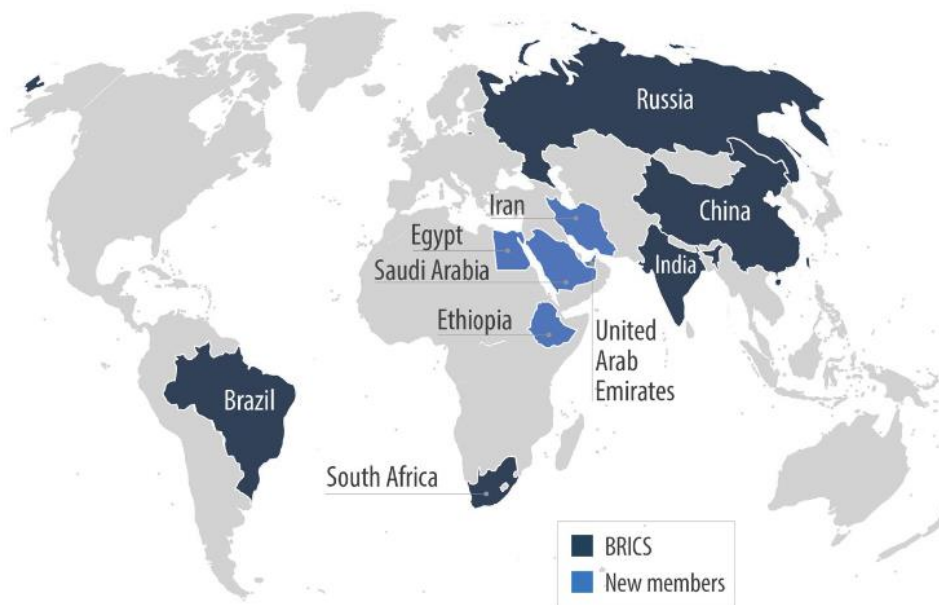 Russia
China
Iran
Egypt
Saudi Arabia
India
Ethiopia
United
Arab
Emirates
Brazil
South Africa
BRICS
New members